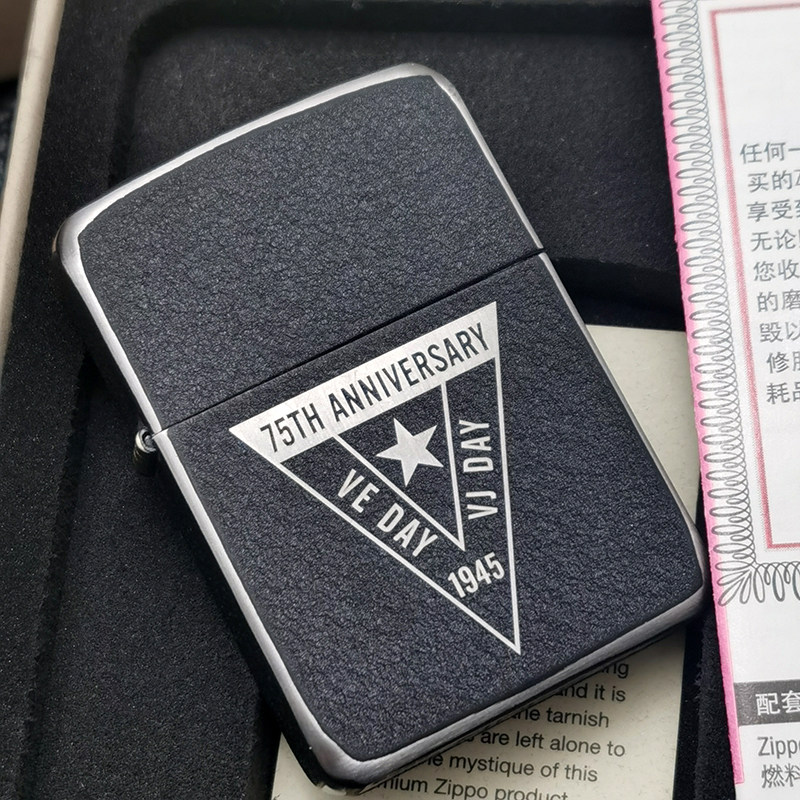 75TH ANNIVERSARY
VE DAY
VJ DAY
1945
and it is
the tarnish
are left alone to
mystique of this
Zippo product
任何一
买的
享受
无论
您收
的磨
毁以
修
耗品
配套
Zippo
燃料